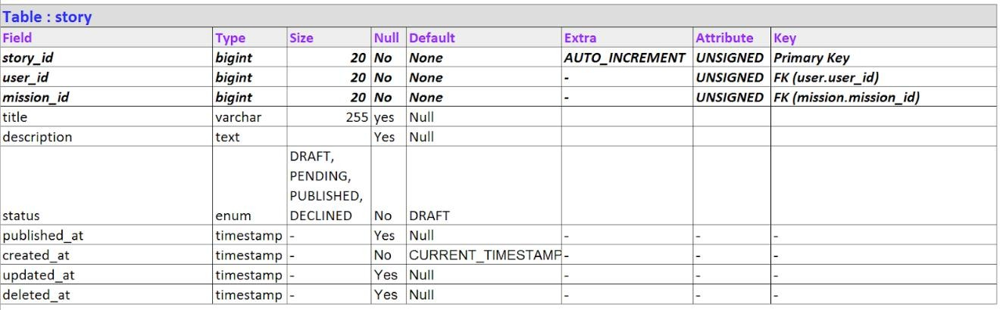 Table : story
Field Type Size Null Default Extra Attribute Key
story_id bigint 20 No None AUTO_INCREMENT UNSIGNED Primary Key
user_id bigint 20 No None - UNSIGNED FK (user.user_id)
mission_id bigint 20 No None - UNSIGNED FK (mission.mission_id)
title varchar 255 yes Null
description text Yes Null
DRAFT,
PENDING,
PUBLISHED,
status enum DECLINED No DRAFT
published_at timestamp - Yes Null - - -
created_at timestamp - No CURRENT_TIMESTAMP - - -
updated_at timestamp - Yes Null - - -
deleted_at timestamp - Yes Null - - -